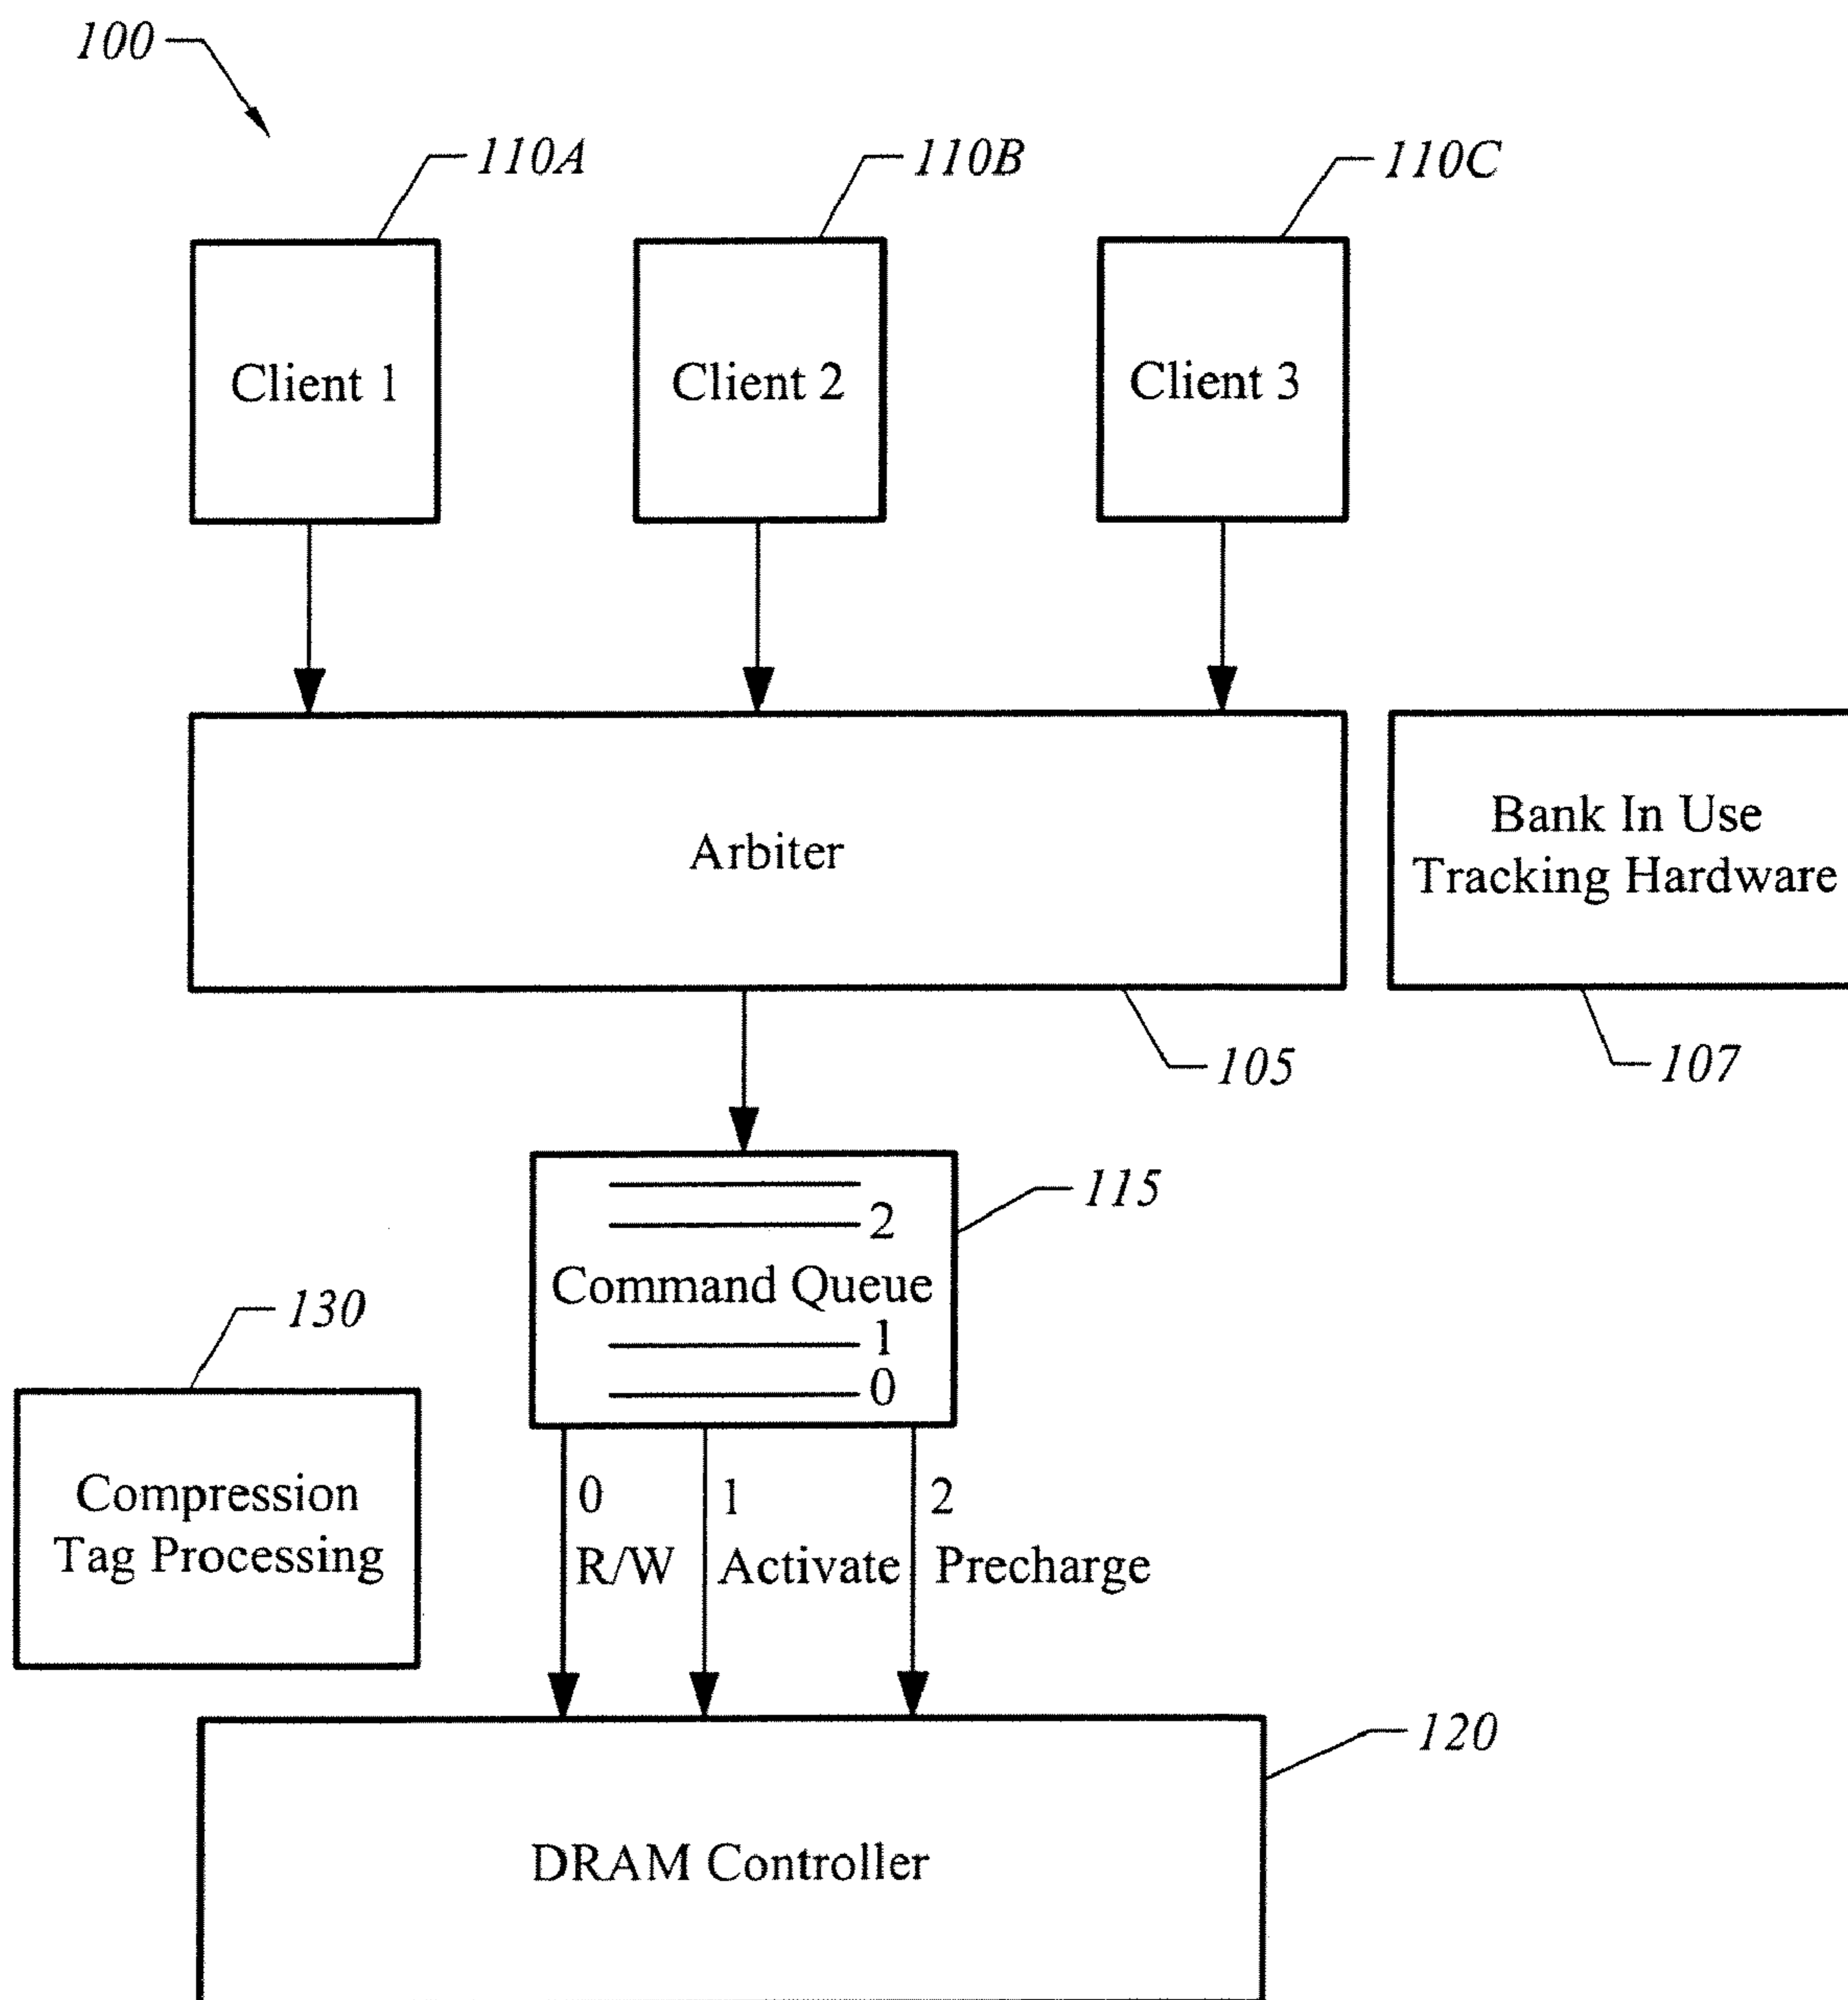 100
110A
110B
110C
Client 1
Client 2
Client 3
Arbiter
Bank In Use
Tracking Hardware
105
107
115
2
Command Queue
1
0
130
Compression
Tag Processing
0
R/W
1
Activate
2
Precharge
120
DRAM Controller